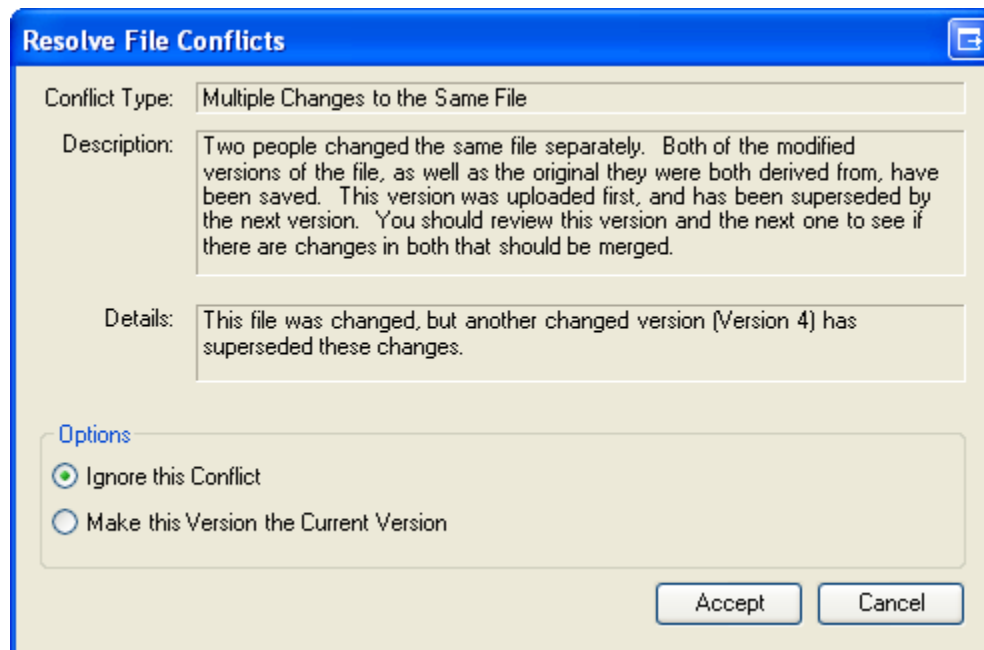 Resolve File Conflicts
Conflict Type: Multiple Changes to the Same File
Description: Two people changed the same file separately.  Both of the modified
versions of the file, as well as the original they were both derived from, have
been saved.  This version was uploaded first, and has been superseded by
the next version.  You should review this version and the next one to see if
there are changes in both that should be merged.
Details: This file was changed, but another changed version (Version 4) has
superseded these changes.
Options
Ignore this Conflict
Make this Version the Current Version
Accept Cancel